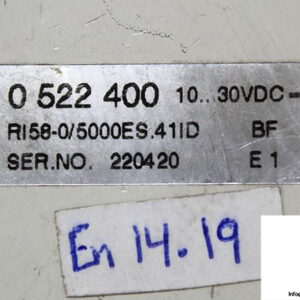 0 522 400 10...30VDC
RI58-0/5000ES.41ID BF
SER.NO. 220420 E 1
En 14.19